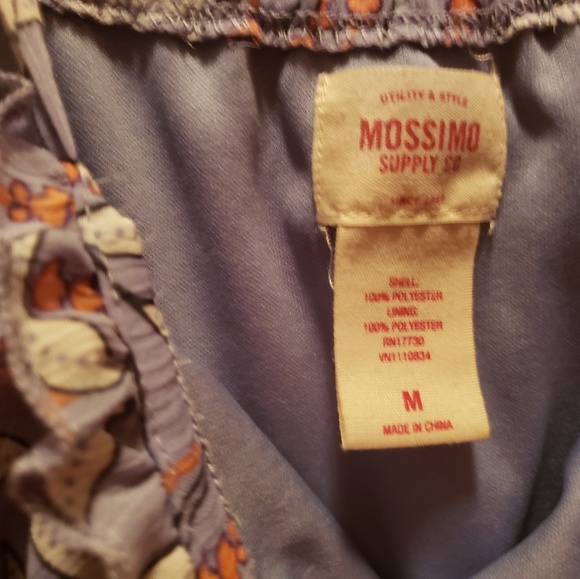 UTILITY & STYLE
MOSSIMO
SUPPLY CO
SHELL:
100% POLYESTER
LINING:
100% POLYESTER
RN17730
VN1110834
M
MADE IN CHINA